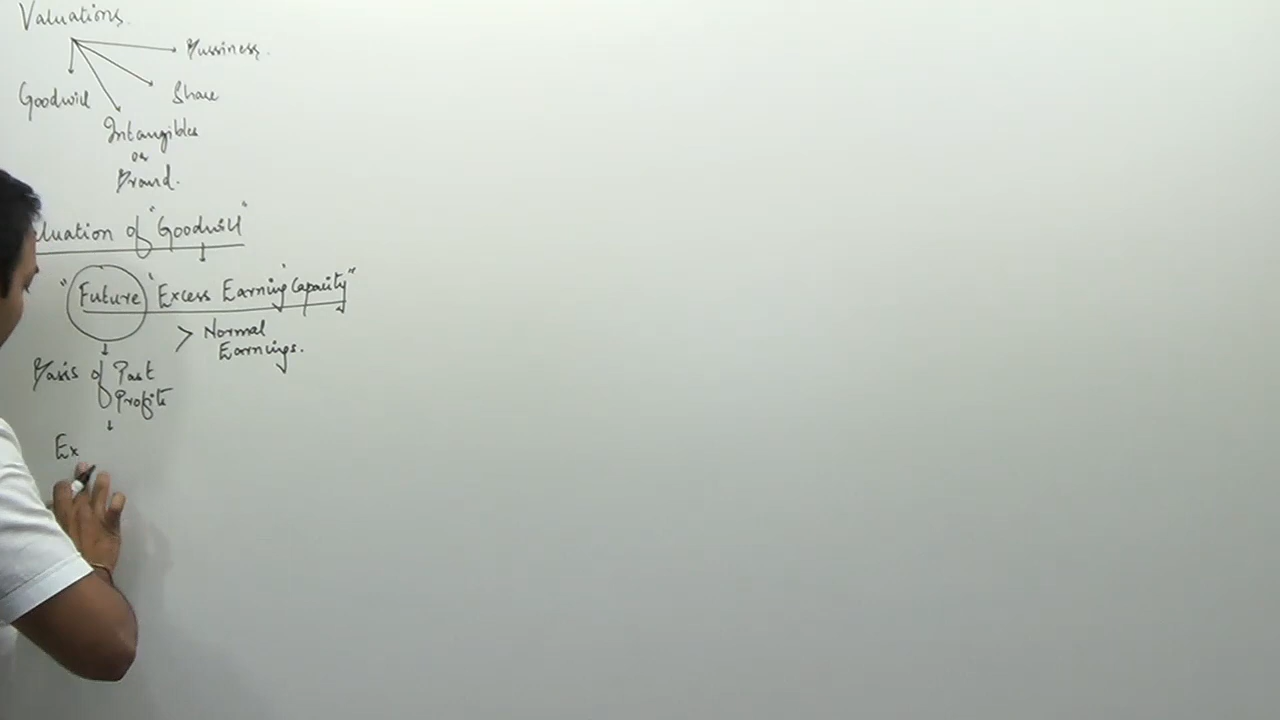 Valuations.
Bussiness.
Goodwill
Share
Intangibles
or
Brand.
luation of "Goodwill"
"Future "Excess Earning" Capacity"
> Normal
Earnings.
Basis of Past
Profits
Ex